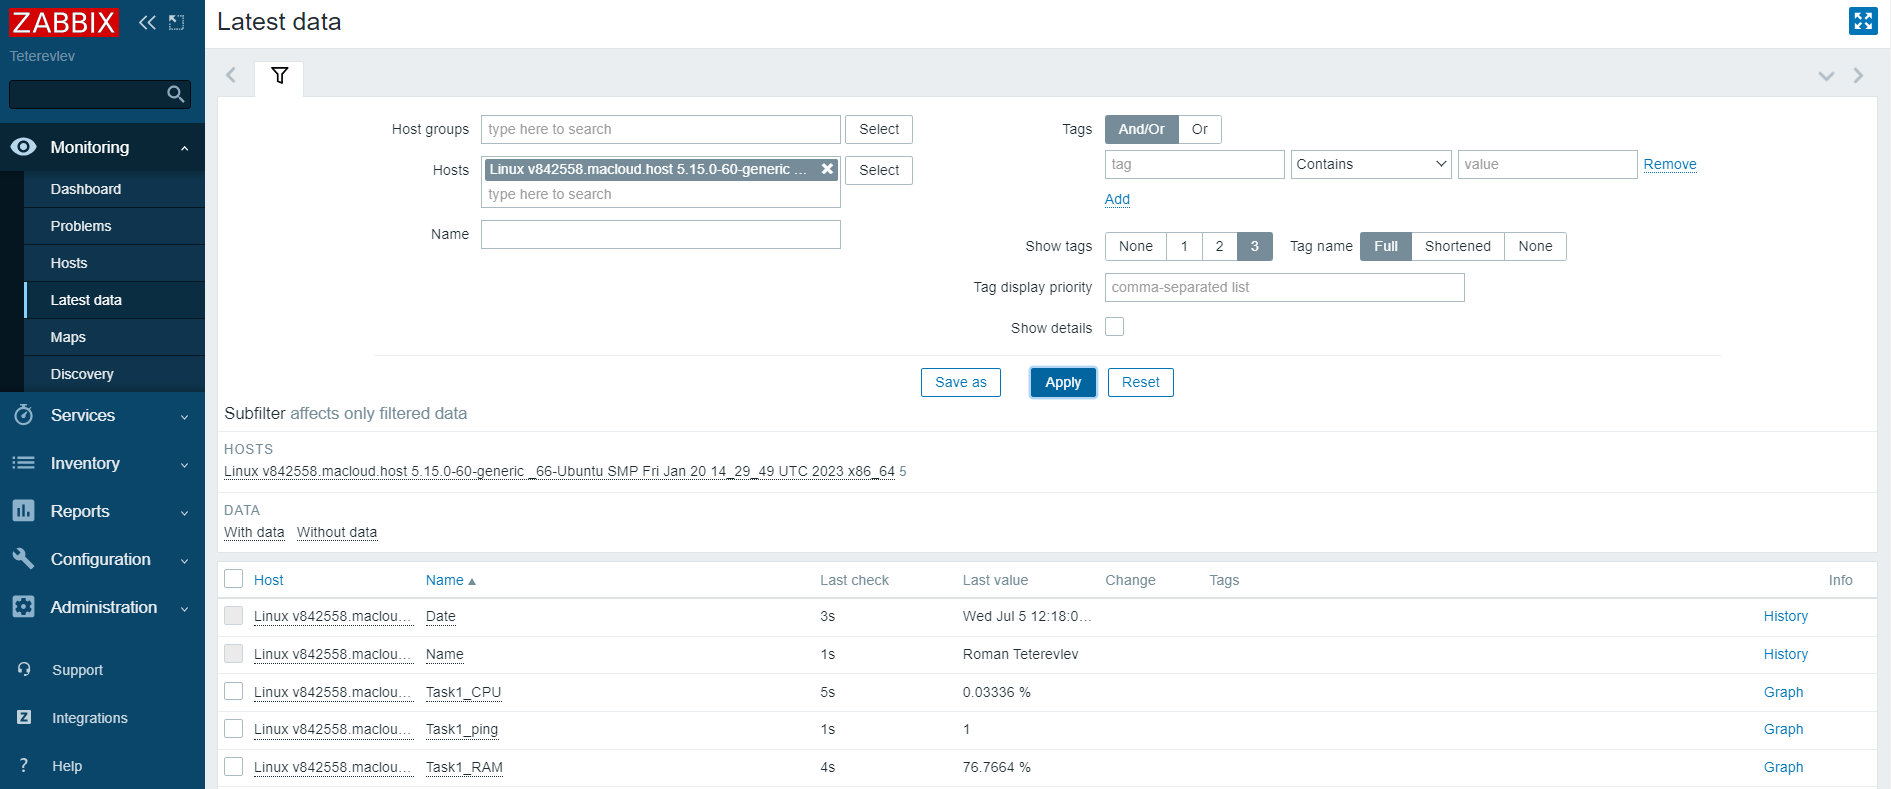 ZABBIX
Teterevlev
Monitoring
Dashboard
Problems
Hosts
Latest data
Maps
Discovery
Services
Inventory
Reports
Configuration
Administration
Support
Integrations
? Help
Latest data
Host groups type here to search Select
Hosts Linux v842558.macloud.host 5.15.0-60-generic ... Select
type here to search
Name
Tags And/Or Or
tag Contains value Remove
Add
Show tags None 1 2 3 Tag name Full Shortened None
Tag display priority comma-separated list
Show details
Save as Apply Reset
Subfilter affects only filtered data
HOSTS
Linux v842558.macloud.host 5.15.0-60-generic _66-Ubuntu SMP Fri Jan 20 14_29_49 UTC 2023 x86_64 5
DATA
With data Without data
Host Name ▲ Last check Last value Change Tags Info
Linux v842558.maclou... Date 3s Wed Jul 5 12:18:0... History
Linux v842558.maclou... Name 1s Roman Teterevlev History
Linux v842558.maclou... Task1_CPU 5s 0.03336 % Graph
Linux v842558.maclou... Task1_ping 1s 1 Graph
Linux v842558.maclou... Task1_RAM 4s 76.7664 % Graph